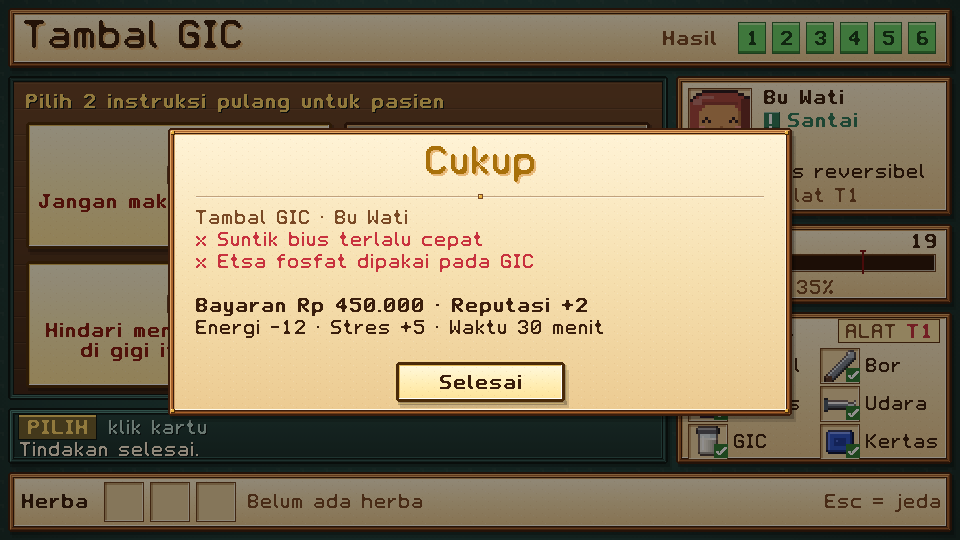 Tambal GIC
Hasil 1 2 3 4 5 6
Pilih 2 instruksi pulang untuk pasien
Bu Wati
! Santai
reversibel
T1
Jangan
Hindari
di gigi
19
35%
ALAT T1
Bor
Udara
GIC
Kertas
Cukup
Tambal GIC · Bu Wati
x Suntik bius terlalu cepat
x Etsa fosfat dipakai pada GIC
Bayaran Rp 450.000 · Reputasi +2
Energi -12 · Stres +5 · Waktu 30 menit
Selesai
PILIH klik kartu
Tindakan selesai.
Herba
Belum ada herba
Esc = jeda